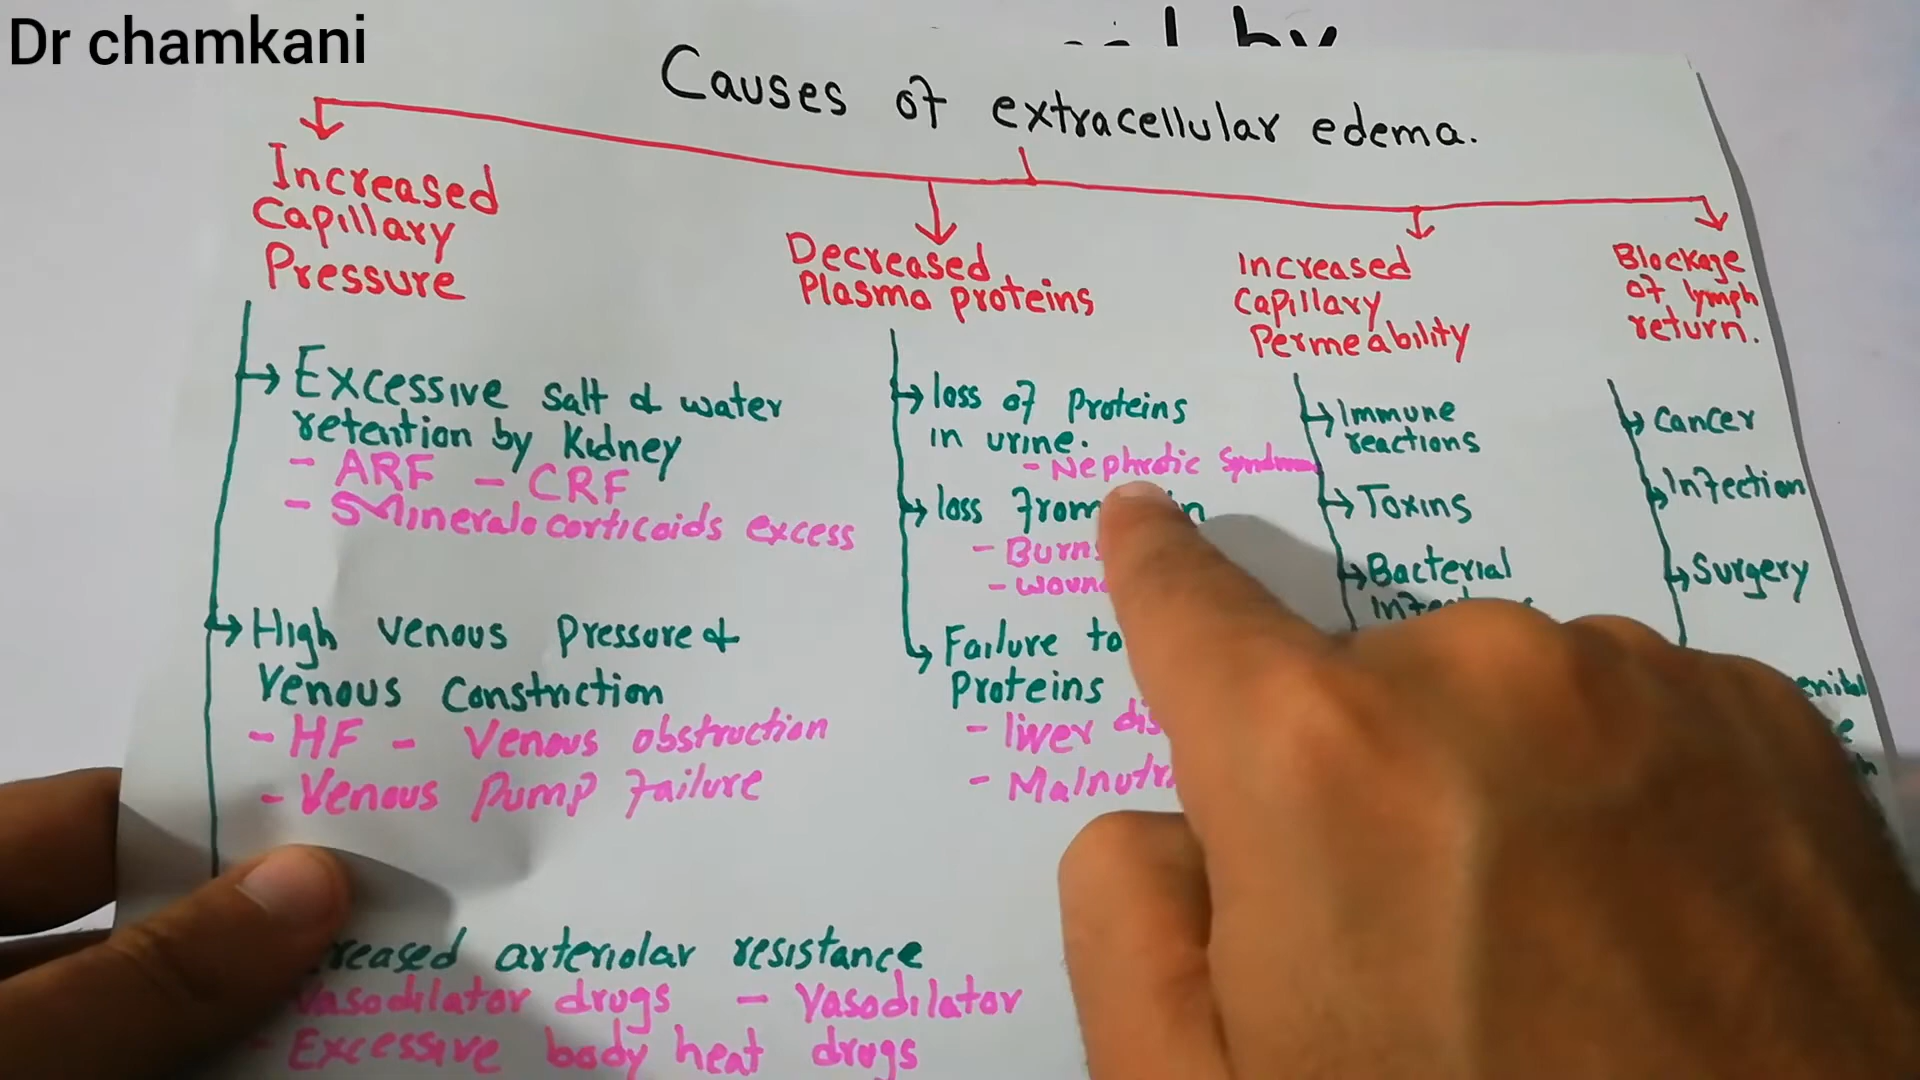 Dr chamkani
by
Causes of extracellular edema.
Increased
Capillary
Pressure
Excessive salt & water
retention by Kidney
- ARF - CRF
- Mineralocorticoids excess
High venous pressure &
Venous Constriction
- HF - Venous obstruction
- Venous Pump failure
arteriolar resistance
Vasodilator drugs - Vasodilator
- Excessive body heat drugs
Decreased
Plasma proteins
loss of proteins
in urine.
- Nephrotic Syndrome
loss from
- Burns
-
Failure to
Proteins
- liver
-
Increased
Capillary
Permeability
Immune
reactions
Toxins
Bacterial
Blockage
of lymph
return.
Cancer
Infection
Surgery